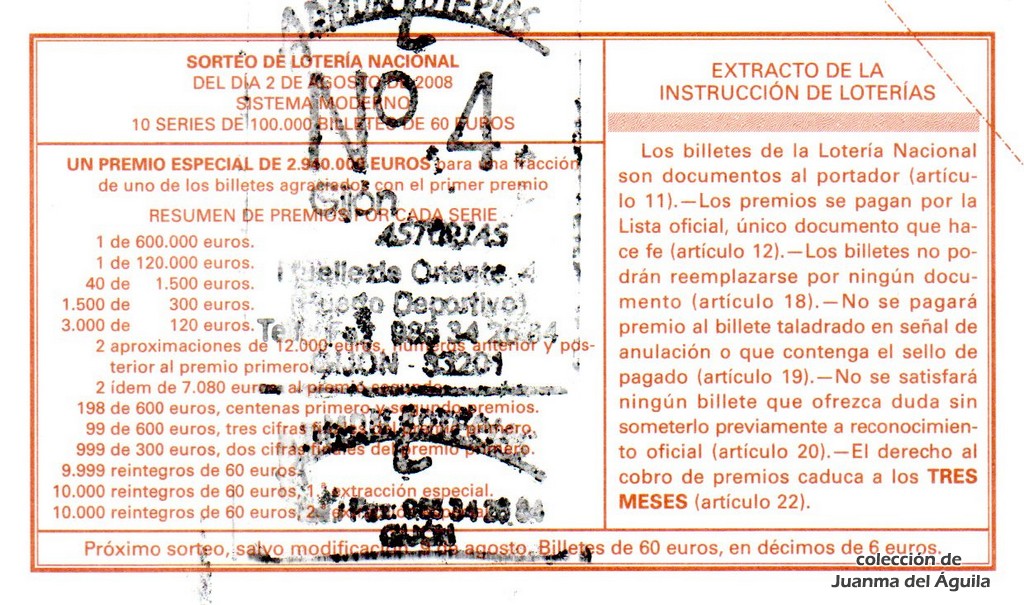 SORTEO DE LOTERÍA NACIONAL
DEL DÍA 2 DE AGOSTO DE 2008
SISTEMA MODERNO
10 SERIES DE 100.000 BILLETES DE 60 EUROS
UN PREMIO ESPECIAL DE 2.940.000 EUROS para una fracción
de uno de los billetes agraciados con el primer premio
RESUMEN DE PREMIOS POR CADA SERIE
1 de 600.000 euros.
1 de 120.000 euros.
40 de 1.500 euros.
1.500 de 300 euros.
3.000 de 120 euros.
2 aproximaciones de 12.000 euros, números anterior y pos-
terior al premio primero
2 ídem de 7.080 euros, al premio segundo.
198 de 600 euros, centenas primero y segundo premios.
99 de 600 euros, tres cifras finales del premio primero.
999 de 300 euros, dos cifras finales del premio primero.
9.999 reintegros de 60 euros
10.000 reintegros de 60 euros, 1.ª extracción especial.
10.000 reintegros de 60 euros, 2
Próximo sorteo, salvo modificación, 9 de agosto. Billetes de 60 euros, en décimos de 6 euros.
Nº 4
Gijón
ASTURIAS
Oriente, 4
(Puerto Deportivo)
GIJON - 33201
GIJÓN
EXTRACTO DE LA
INSTRUCCIÓN DE LOTERÍAS
Los billetes de la Lotería Nacional
son documentos al portador (artícu-
lo 11).—Los premios se pagan por la
Lista oficial, único documento que ha-
ce fe (artículo 12).—Los billetes no po-
drán reemplazarse por ningún docu-
mento (artículo 18).—No se pagará
premio al billete taladrado en señal de
anulación o que contenga el sello de
pagado (artículo 19).—No se satisfará
ningún billete que ofrezca duda sin
someterlo previamente a reconocimien-
to oficial (artículo 20).—El derecho al
cobro de premios caduca a los TRES
MESES (artículo 22).
colección de
Juanma del Águila